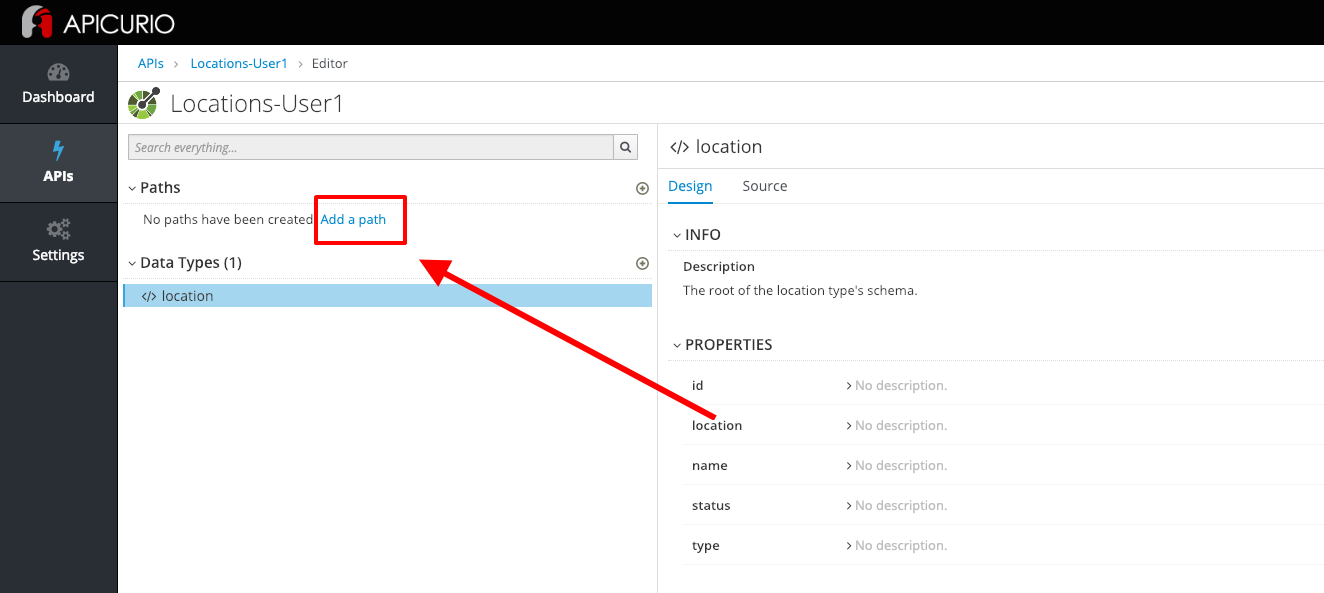 APICURIO
Dashboard
APIs
Settings
APIs > Locations-User1 > Editor
Locations-User1
Search everything...
Paths
No paths have been created. Add a path
Data Types (1)
</> location
</> location
Design Source
INFO
Description
The root of the location type's schema.
PROPERTIES
id > No description.
location > No description.
name > No description.
status > No description.
type > No description.